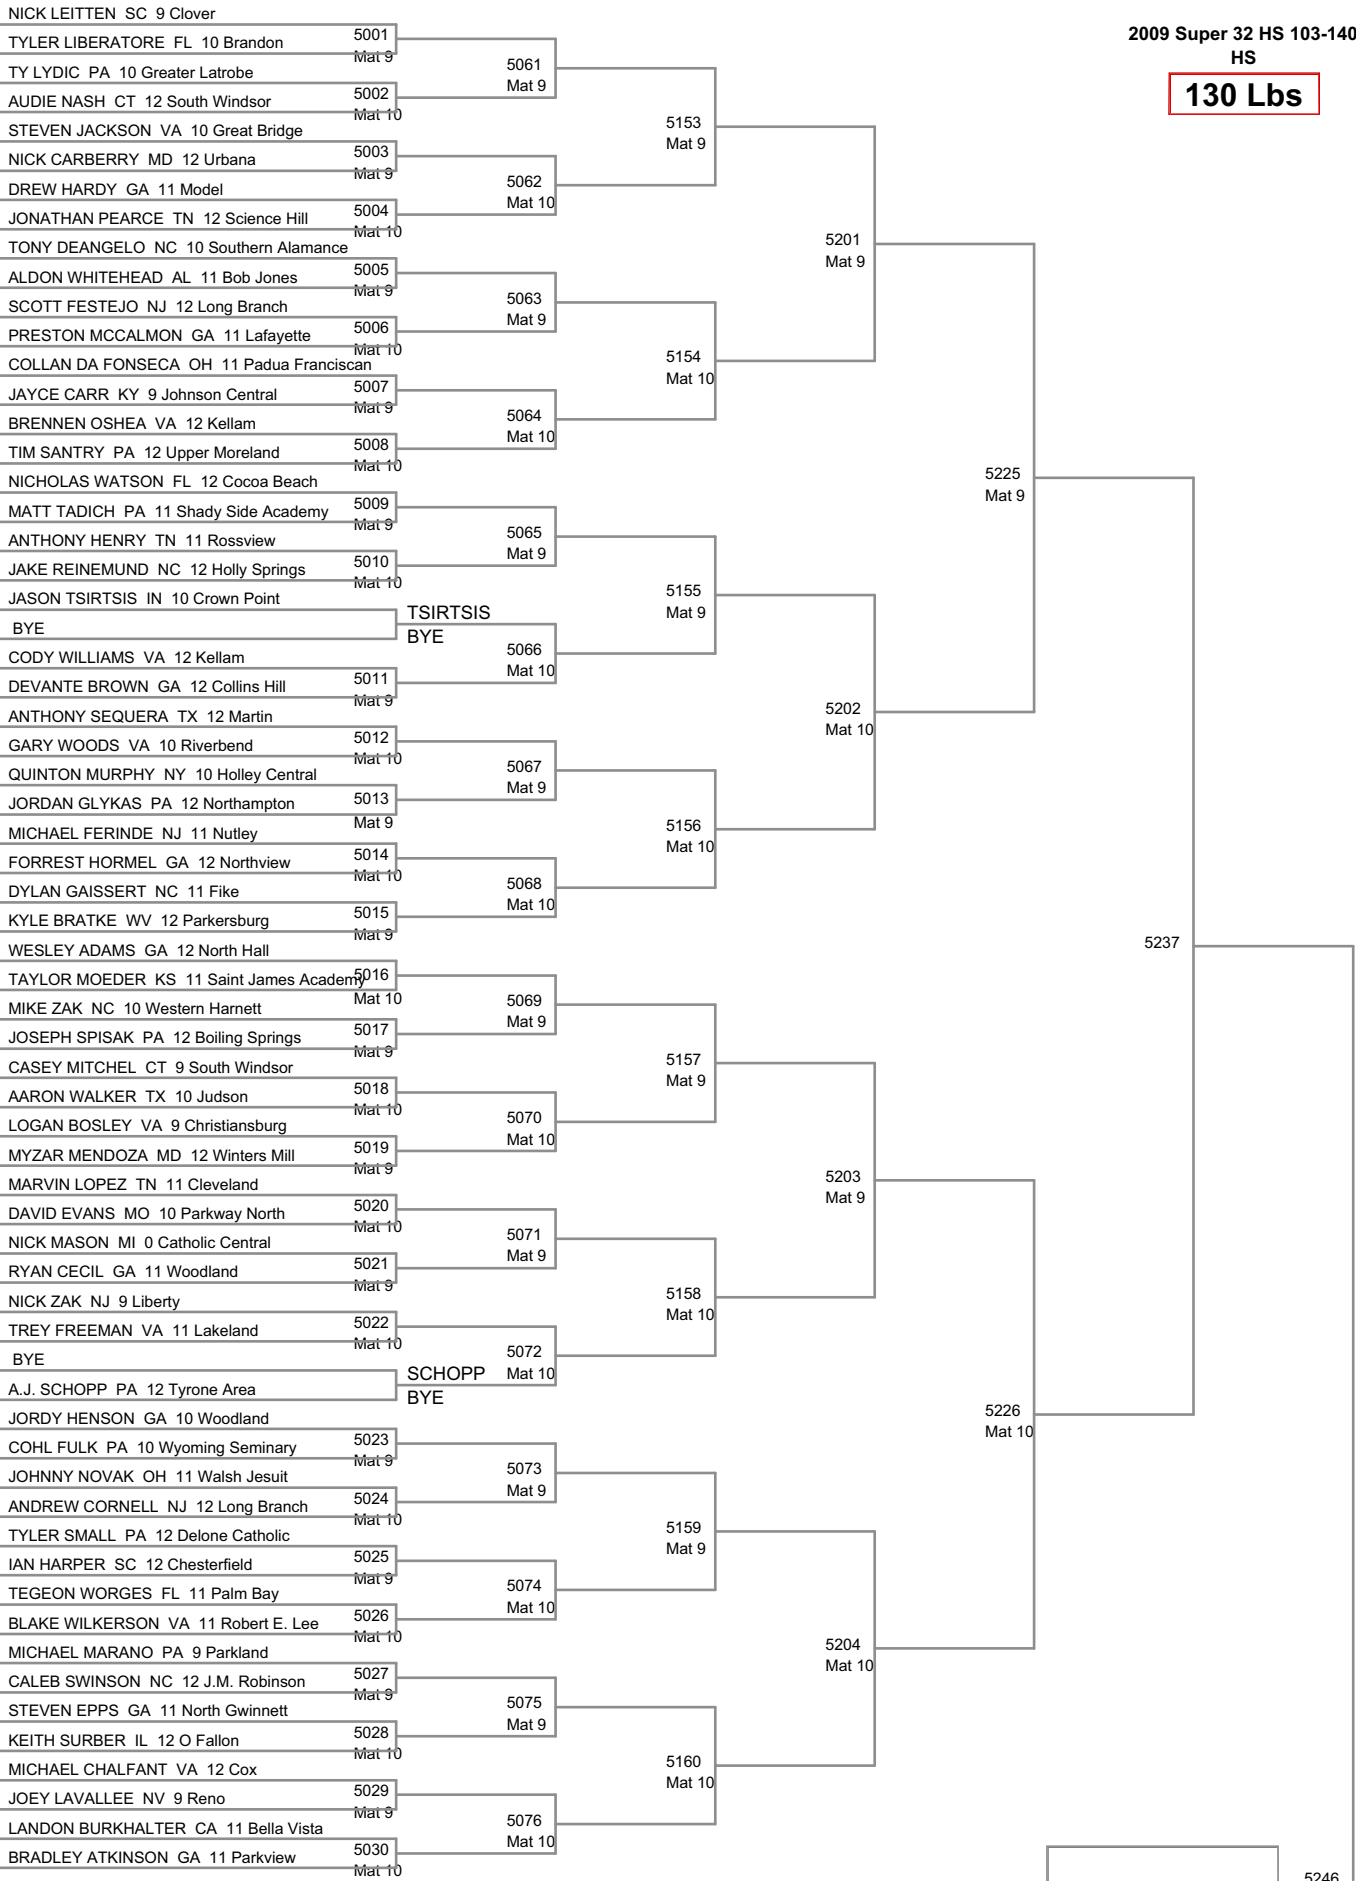 NICK LEITTEN SC 9 Clover
2009 Super 32 HS 103-140
HS
130 Lbs
TYLER LIBERATORE FL 10 Brandon
5001
Mat 9
TY LYDIC PA 10 Greater Latrobe
5061
Mat 9
AUDIE NASH CT 12 South Windsor
5002
Mat 10
STEVEN JACKSON VA 10 Great Bridge
5153
Mat 9
NICK CARBERRY MD 12 Urbana
5003
Mat 9
DREW HARDY GA 11 Model
5062
Mat 10
JONATHAN PEARCE TN 12 Science Hill
5004
Mat 10
TONY DEANGELO NC 10 Southern Alamance
5201
Mat 9
ALDON WHITEHEAD AL 11 Bob Jones
5005
Mat 9
SCOTT FESTEJO NJ 12 Long Branch
5063
Mat 9
PRESTON MCCALMON GA 11 Lafayette
5006
Mat 10
COLLAN DA FONSECA OH 11 Padua Franciscan
5154
Mat 10
JAYCE CARR KY 9 Johnson Central
5007
Mat 9
BRENNEN OSHEA VA 12 Kellam
5064
Mat 10
TIM SANTRY PA 12 Upper Moreland
5008
Mat 10
NICHOLAS WATSON FL 12 Cocoa Beach
5225
Mat 9
MATT TADICH PA 11 Shady Side Academy
5009
Mat 9
ANTHONY HENRY TN 11 Rossview
5065
Mat 9
JAKE REINEMUND NC 12 Holly Springs
5010
Mat 10
JASON TSIRTSIS IN 10 Crown Point
5155
Mat 9
TSIRTSIS
BYE
BYE
CODY WILLIAMS VA 12 Kellam
5066
Mat 10
DEVANTE BROWN GA 12 Collins Hill
5011
Mat 9
ANTHONY SEQUERA TX 12 Martin
5202
Mat 10
GARY WOODS VA 10 Riverbend
5012
Mat 10
QUINTON MURPHY NY 10 Holley Central
5067
Mat 9
JORDAN GLYKAS PA 12 Northampton
5013
Mat 9
MICHAEL FERINDE NJ 11 Nutley
5156
Mat 10
FORREST HORMEL GA 12 Northview
5014
Mat 10
DYLAN GAISSERT NC 11 Fike
5068
Mat 10
KYLE BRATKE WV 12 Parkersburg
5015
Mat 9
WESLEY ADAMS GA 12 North Hall
5237
TAYLOR MOEDER KS 11 Saint James Academy
5016
Mat 10
MIKE ZAK NC 10 Western Harnett
5069
Mat 9
JOSEPH SPISAK PA 12 Boiling Springs
5017
Mat 9
CASEY MITCHEL CT 9 South Windsor
5157
Mat 9
AARON WALKER TX 10 Judson
5018
Mat 10
LOGAN BOSLEY VA 9 Christiansburg
5070
Mat 10
MYZAR MENDOZA MD 12 Winters Mill
5019
Mat 9
MARVIN LOPEZ TN 11 Cleveland
5203
Mat 9
DAVID EVANS MO 10 Parkway North
5020
Mat 10
NICK MASON MI 0 Catholic Central
5071
Mat 9
RYAN CECIL GA 11 Woodland
5021
Mat 9
NICK ZAK NJ 9 Liberty
5158
Mat 10
TREY FREEMAN VA 11 Lakeland
5022
Mat 10
BYE
5072
Mat 10
SCHOPP
BYE
A.J. SCHOPP PA 12 Tyrone Area
JORDY HENSON GA 10 Woodland
5226
Mat 10
COHL FULK PA 10 Wyoming Seminary
5023
Mat 9
JOHNNY NOVAK OH 11 Walsh Jesuit
5073
Mat 9
ANDREW CORNELL NJ 12 Long Branch
5024
Mat 10
TYLER SMALL PA 12 Delone Catholic
5159
Mat 9
IAN HARPER SC 12 Chesterfield
5025
Mat 9
TEGEON WORGES FL 11 Palm Bay
5074
Mat 10
BLAKE WILKERSON VA 11 Robert E. Lee
5026
Mat 10
MICHAEL MARANO PA 9 Parkland
5204
Mat 10
CALEB SWINSON NC 12 J.M. Robinson
5027
Mat 9
STEVEN EPPS GA 11 North Gwinnett
5075
Mat 9
KEITH SURBER IL 12 O Fallon
5028
Mat 10
MICHAEL CHALFANT VA 12 Cox
5160
Mat 10
JOEY LAVALLEE NV 9 Reno
5029
Mat 9
LANDON BURKHALTER CA 11 Bella Vista
5076
Mat 10
BRADLEY ATKINSON GA 11 Parkview
5030
Mat 10
5246